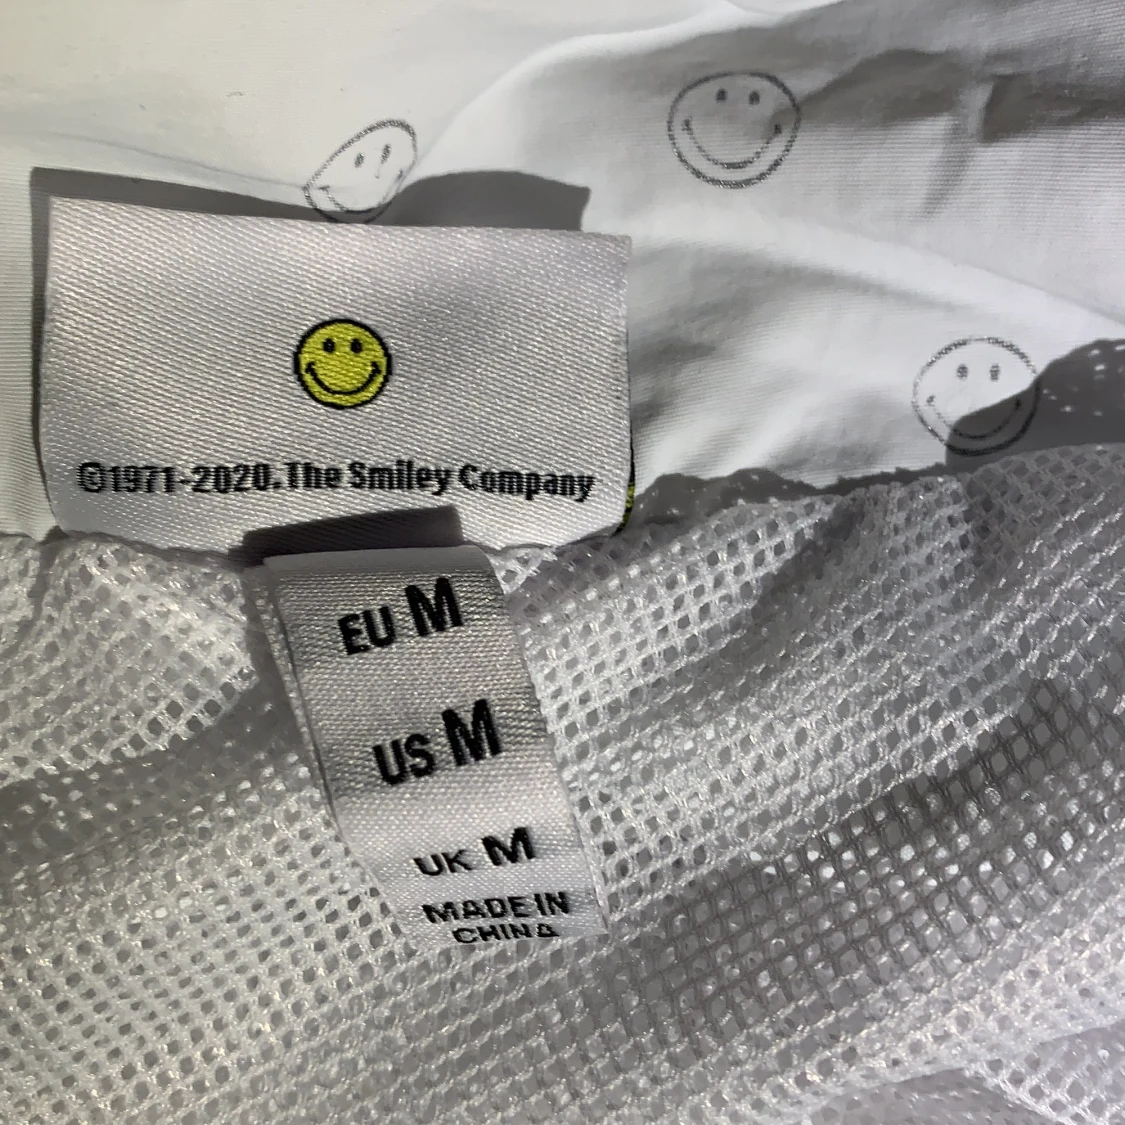 ©1971-2020.The Smiley Company
EU M
US M
UK M
MADE IN
CHINA